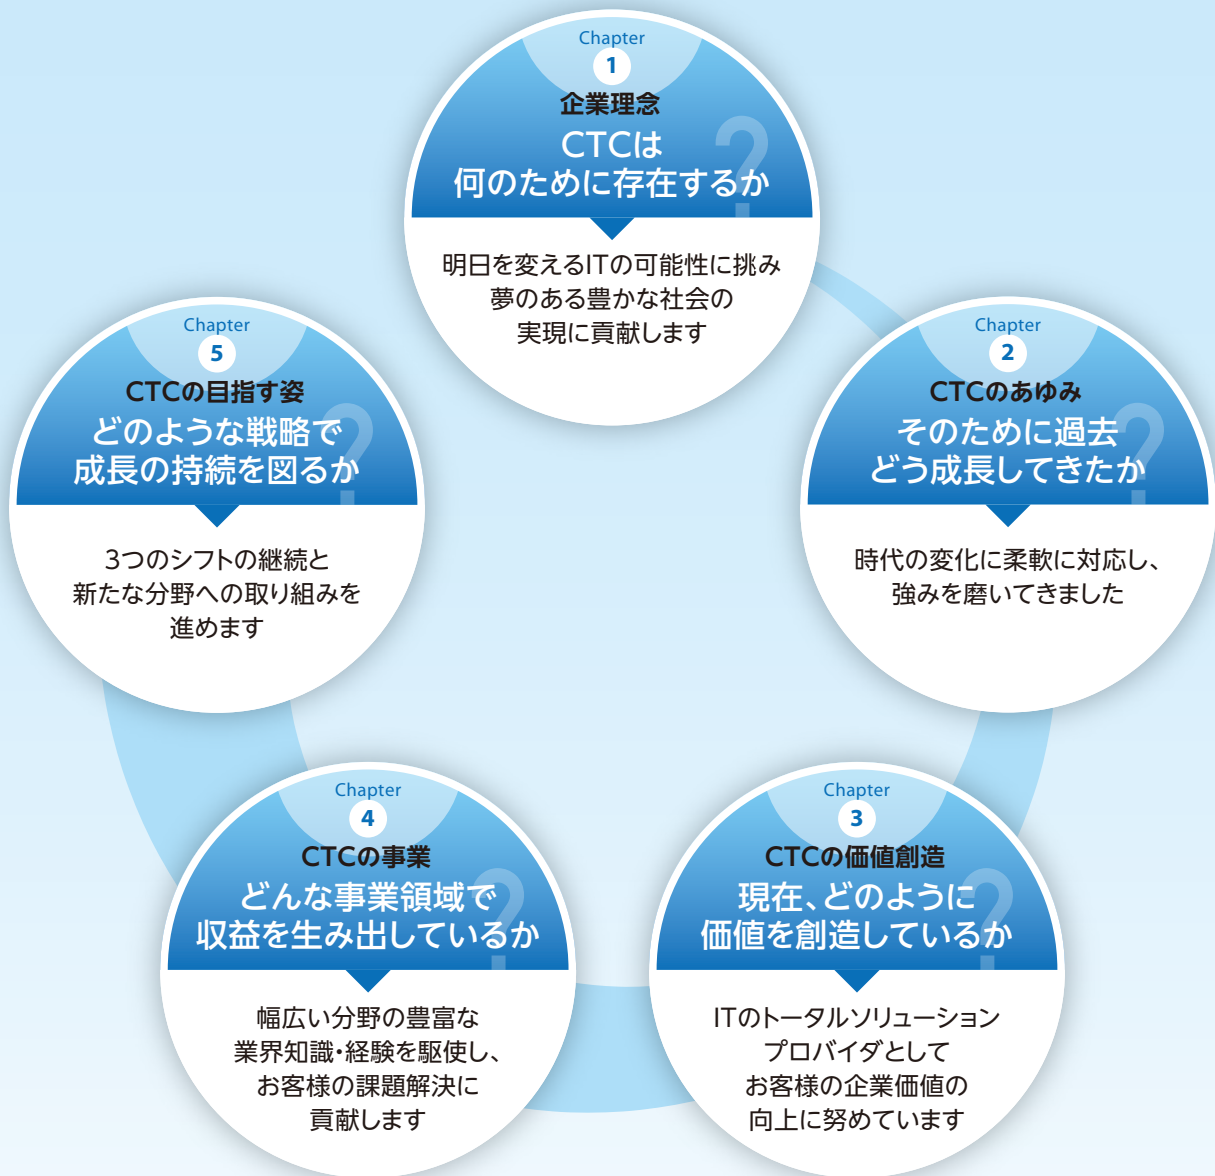 Chapter
1
企業理念
CTCは
何のために存在するか
?
明日を変えるITの可能性に挑み
夢のある豊かな社会の
実現に貢献します
Chapter
2
CTCのあゆみ
そのために過去
どう成長してきたか
?
時代の変化に柔軟に対応し、
強みを磨いてきました
Chapter
3
CTCの価値創造
現在、どのように
価値を創造しているか
?
ITのトータルソリューション
プロバイダとして
お客様の企業価値の
向上に努めています
Chapter
4
CTCの事業
どんな事業領域で
収益を生み出しているか
?
幅広い分野の豊富な
業界知識・経験を駆使し、
お客様の課題解決に
貢献します
Chapter
5
CTCの目指す姿
どのような戦略で
成長の持続を図るか
?
3つのシフトの継続と
新たな分野への取り組みを
進めます